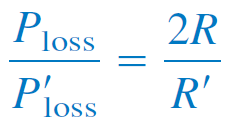 P_loss / P'_loss = 2R / R'